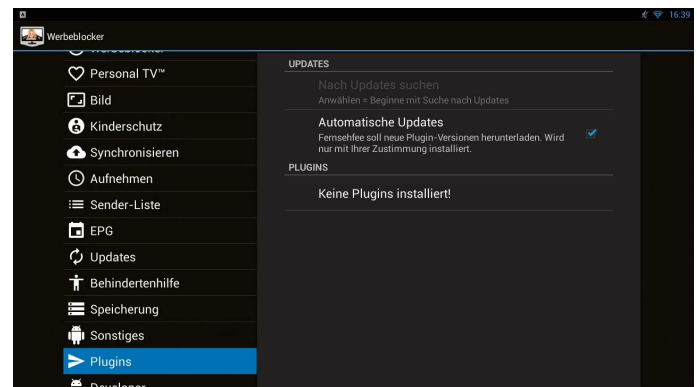 16:39
Werbeblocker
Werbeblocker
Personal TV™
Bild
Kinderschutz
Synchronisieren
Aufnehmen
Sender-Liste
EPG
Updates
Behindertenhilfe
Speicherung
Sonstiges
Plugins
Developer
UPDATES
Nach Updates suchen
Anwählen = Beginne mit Suche nach Updates
Automatische Updates
Fernsehfee soll neue Plugin-Versionen herunterladen. Wird
nur mit Ihrer Zustimmung installiert.
PLUGINS
Keine Plugins installiert!